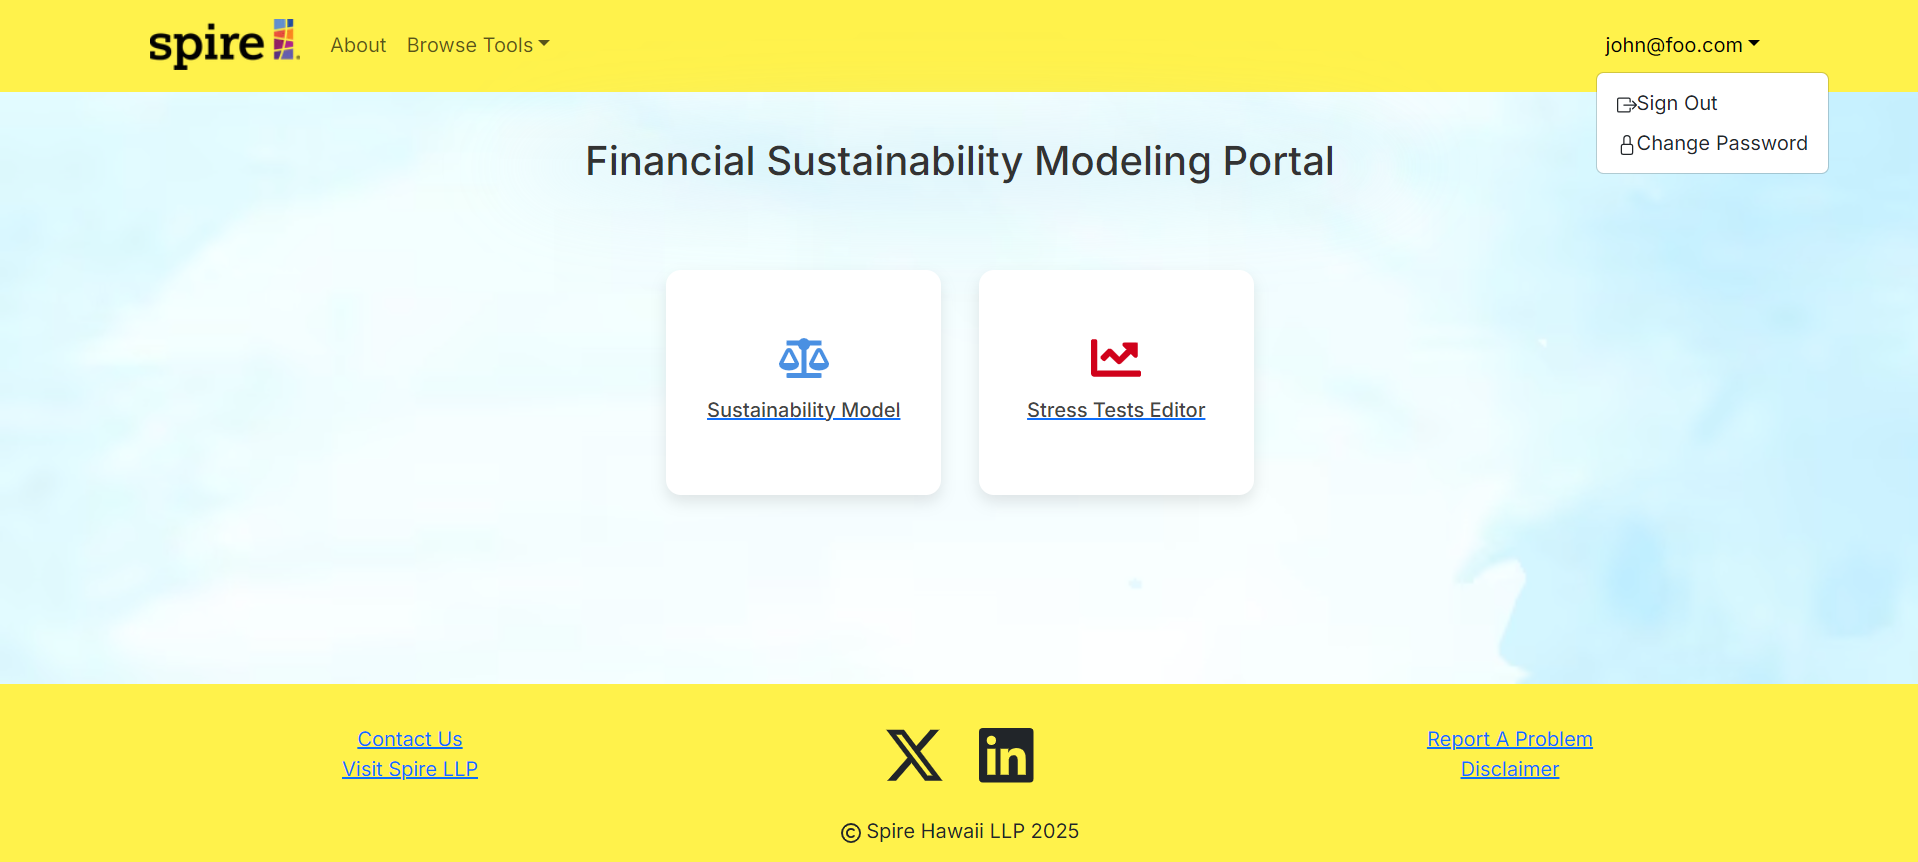 spire
About
Browse Tools
john@foo.com
Sign Out
Change Password
Financial Sustainability Modeling Portal
Sustainability Model
Stress Tests Editor
Contact Us
Visit Spire LLP
X
in
Report A Problem
Disclaimer
© Spire Hawaii LLP 2025